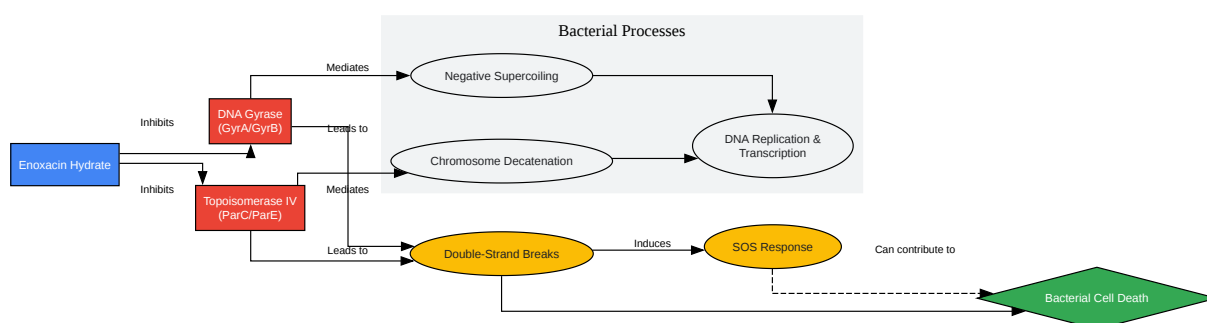 Bacterial Processes
Mediates
Negative Supercoiling
DNA Gyrase
(GyrA/GyrB)
Inhibits
Leads to
DNA Replication &
Transcription
Enoxacin Hydrate
Chromosome Decatenation
Inhibits
Mediates
Topoisomerase IV
(ParC/ParE)
Leads to
Double-Strand Breaks
Induces
SOS Response
Can contribute to
Bacterial Cell Death